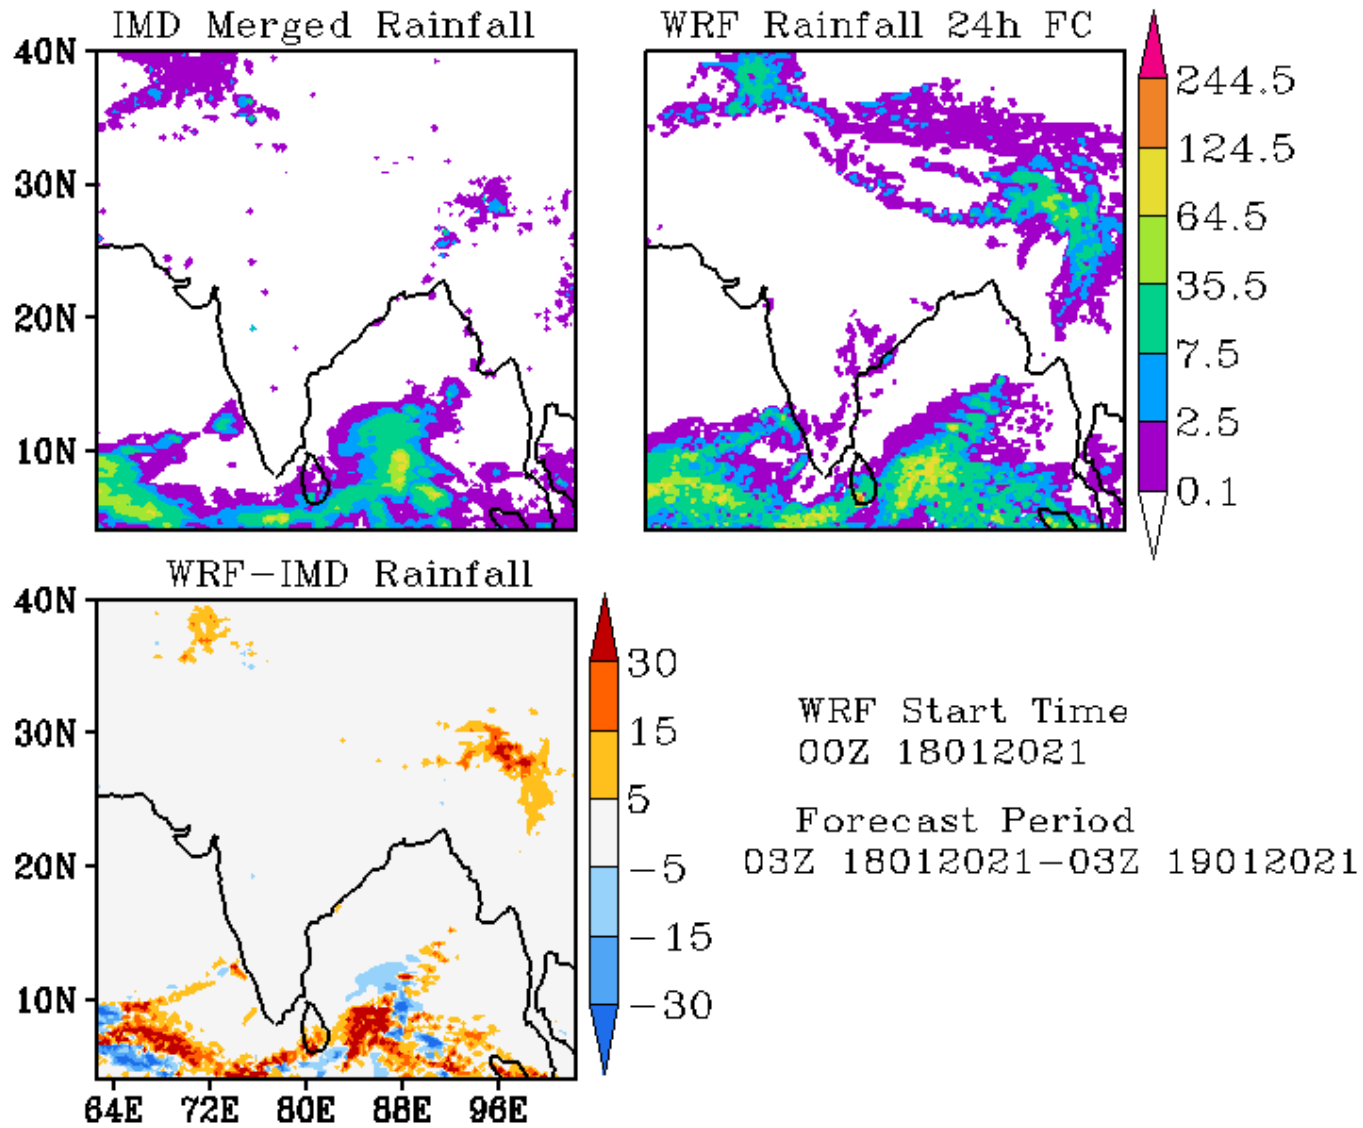 IMD Merged Rainfall
WRF Rainfall 24h FC
40N
30N
20N
10N
244.5
124.5
64.5
35.5
7.5
2.5
0.1
WRF-IMD Rainfall
40N
30N
20N
10N
64E 72E 80E 88E 96E
30
15
5
-5
-15
-30
WRF Start Time
00Z 18012021
Forecast Period
03Z 18012021-03Z 19012021